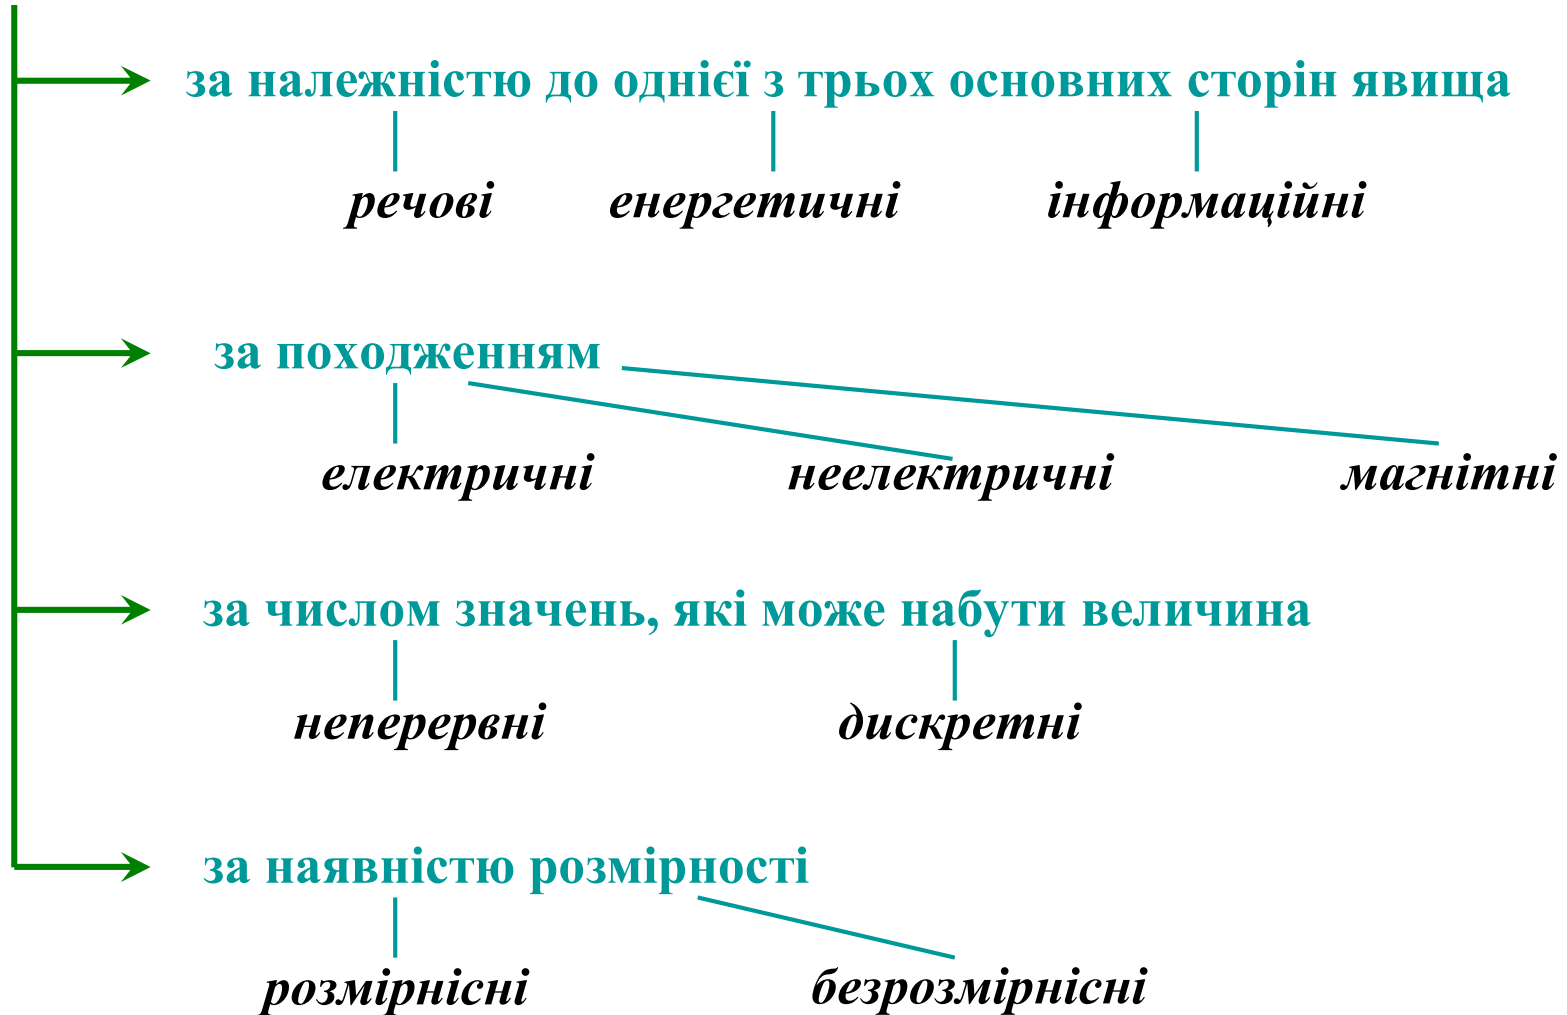 за належністю до однієї з трьох основних сторін явища
речові енергетичні інформаційні
за походженням
електричні неелектричні магнітні
за числом значень, які може набути величина
неперервні дискретні
за наявністю розмірності
розмірнісні безрозмірнісні